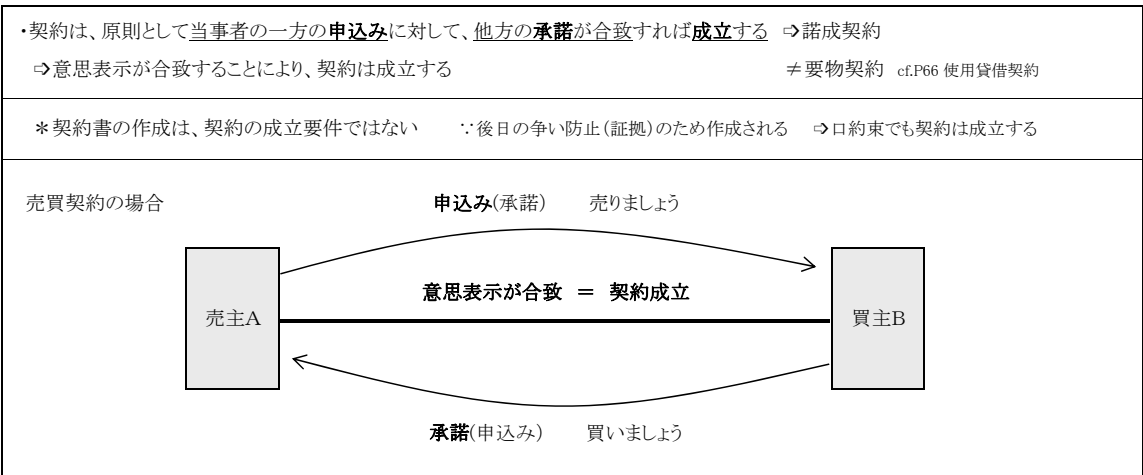 ・契約は、原則として当事者の一方の申込みに対して、他方の承諾が合致すれば成立する ⇨諾成契約
⇨意思表示が合致することにより、契約は成立する ≠要物契約 cf.P66 使用貸借契約
＊契約書の作成は、契約の成立要件ではない ∵後日の争い防止（証拠）のため作成される ⇨口約束でも契約は成立する
売買契約の場合
申込み(承諾) 売りましょう
意思表示が合致 ＝ 契約成立
売主A
買主B
承諾(申込み) 買いましょう